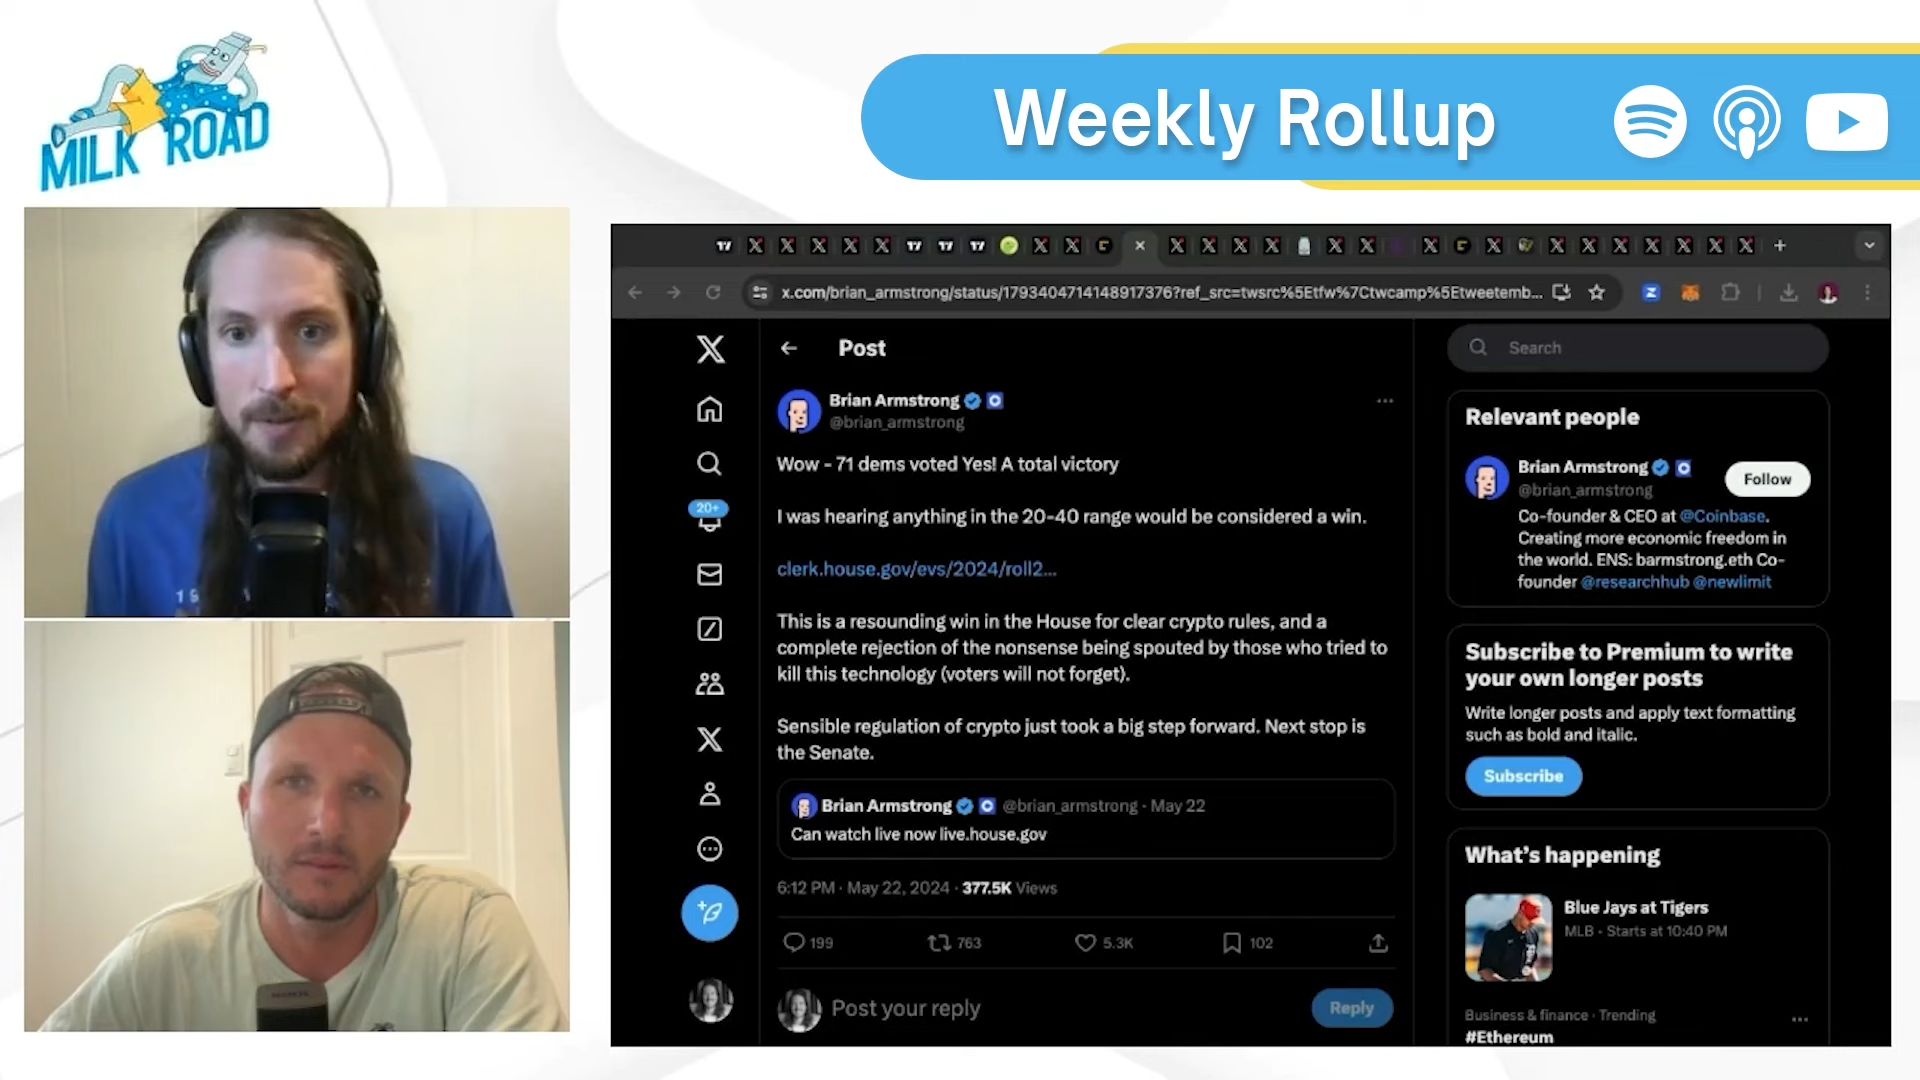 MILK ROAD
Weekly Rollup
x.com/brian_armstrong/status/1793404714148917376?ref_src=twsrc%5Etfw%7Ctwcamp%5Etweetemb...
Post
Brian Armstrong
@brian_armstrong
Wow - 71 dems voted Yes! A total victory
I was hearing anything in the 20-40 range would be considered a win.
clerk.house.gov/evs/2024/roll2...
This is a resounding win in the House for clear crypto rules, and a
complete rejection of the nonsense being spouted by those who tried to
kill this technology (voters will not forget).
Sensible regulation of crypto just took a big step forward. Next stop is
the Senate.
Brian Armstrong @brian_armstrong · May 22
Can watch live now live.house.gov
6:12 PM · May 22, 2024 · 377.5K Views
199 763 5.3K 102
Post your reply
Reply
20+
Search
Relevant people
Brian Armstrong
@brian_armstrong
Follow
Co-founder & CEO at @Coinbase.
Creating more economic freedom in
the world. ENS: barmstrong.eth Co-
founder @researchhub @newlimit
Subscribe to Premium to write
your own longer posts
Write longer posts and apply text formatting
such as bold and italic.
Subscribe
What's happening
Blue Jays at Tigers
MLB · Starts at 10:40 PM
Business & finance · Trending
#Ethereum